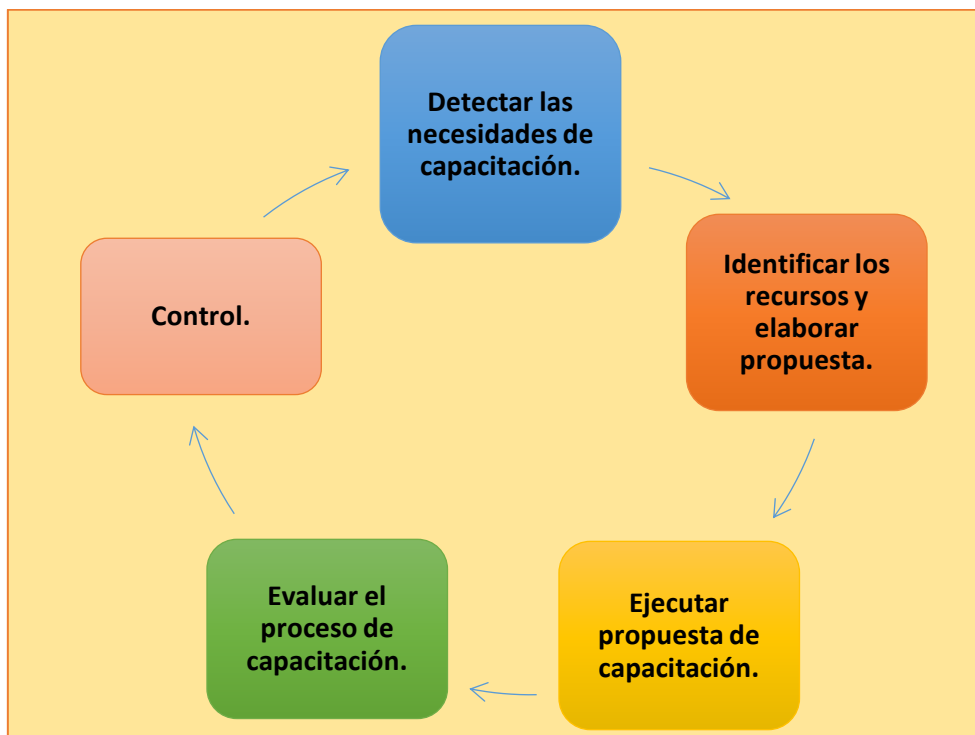 Detectar las
necesidades de
capacitación.
Identificar los
recursos y
elaborar
propuesta.
Ejecutar
propuesta de
capacitación.
Evaluar el
proceso de
capacitación.
Control.